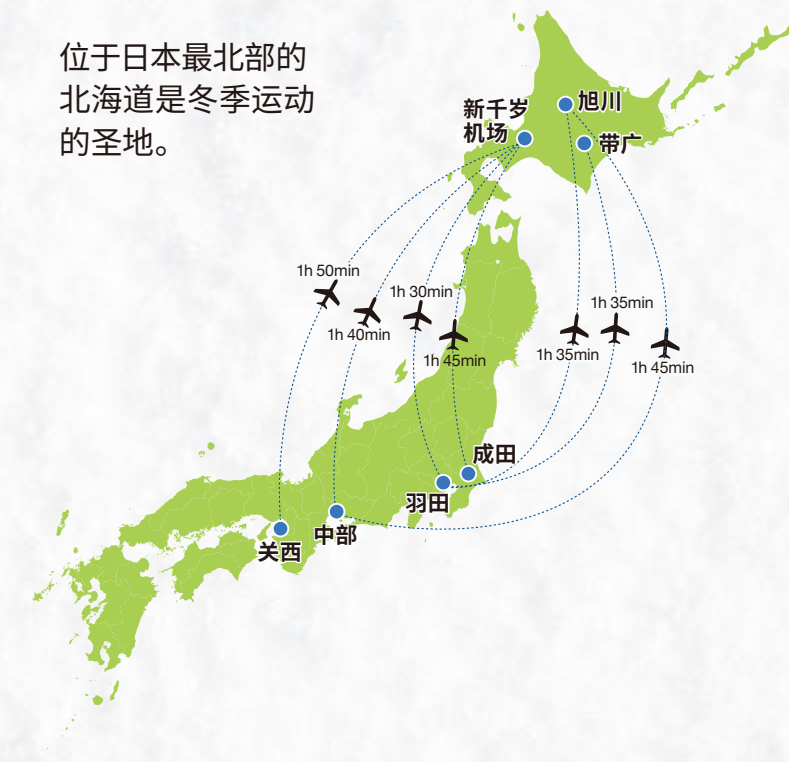 位于日本最北部的
北海道是冬季运动
的圣地。
新千岁
机场
旭川
带广
1h 50min
1h 30min
1h 40min
1h 45min
1h 35min
1h 35min
1h 45min
成田
羽田
中部
关西